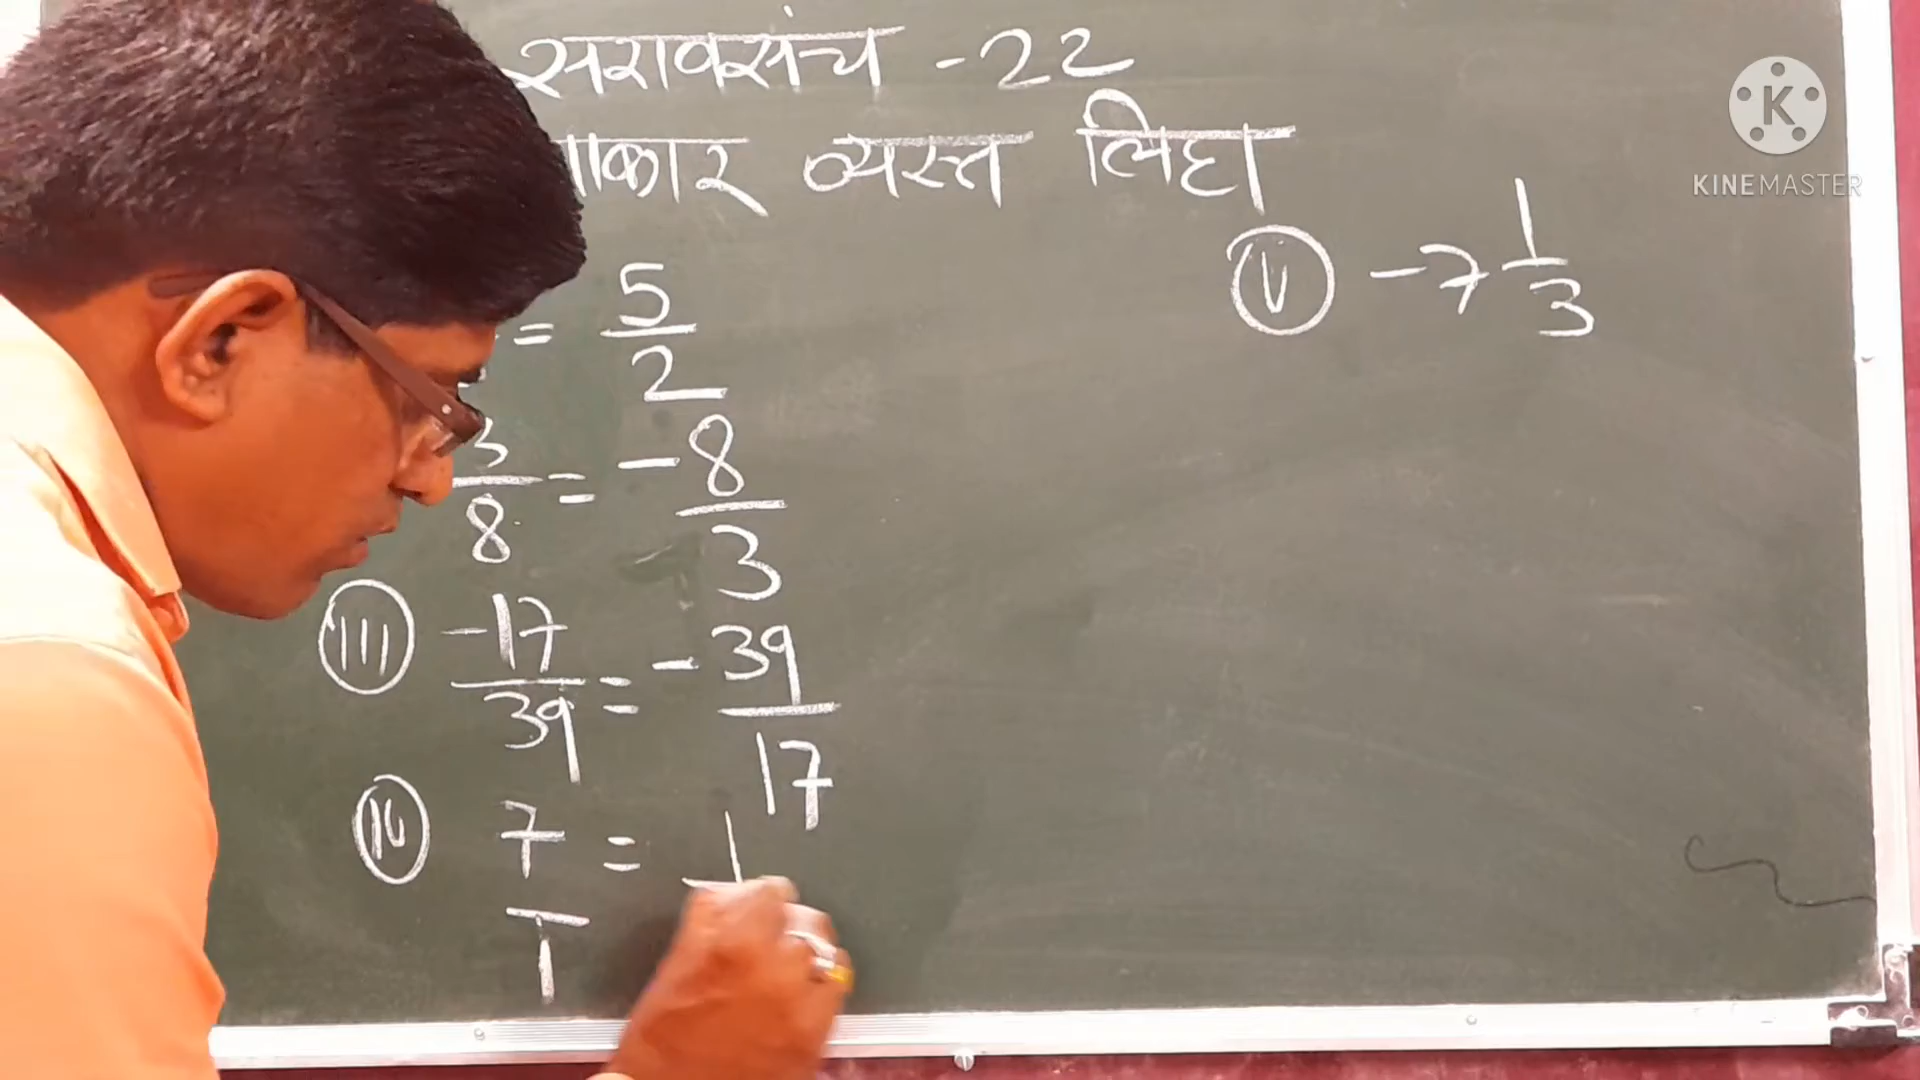 सरावसंच - 22
व्यस्त लिहा
= 5/2
3/8 = - 8/3
(III) -17/39 = - 39/17
(IV) 7/1 = 1
(V) -7 1/3
KINEMASTER